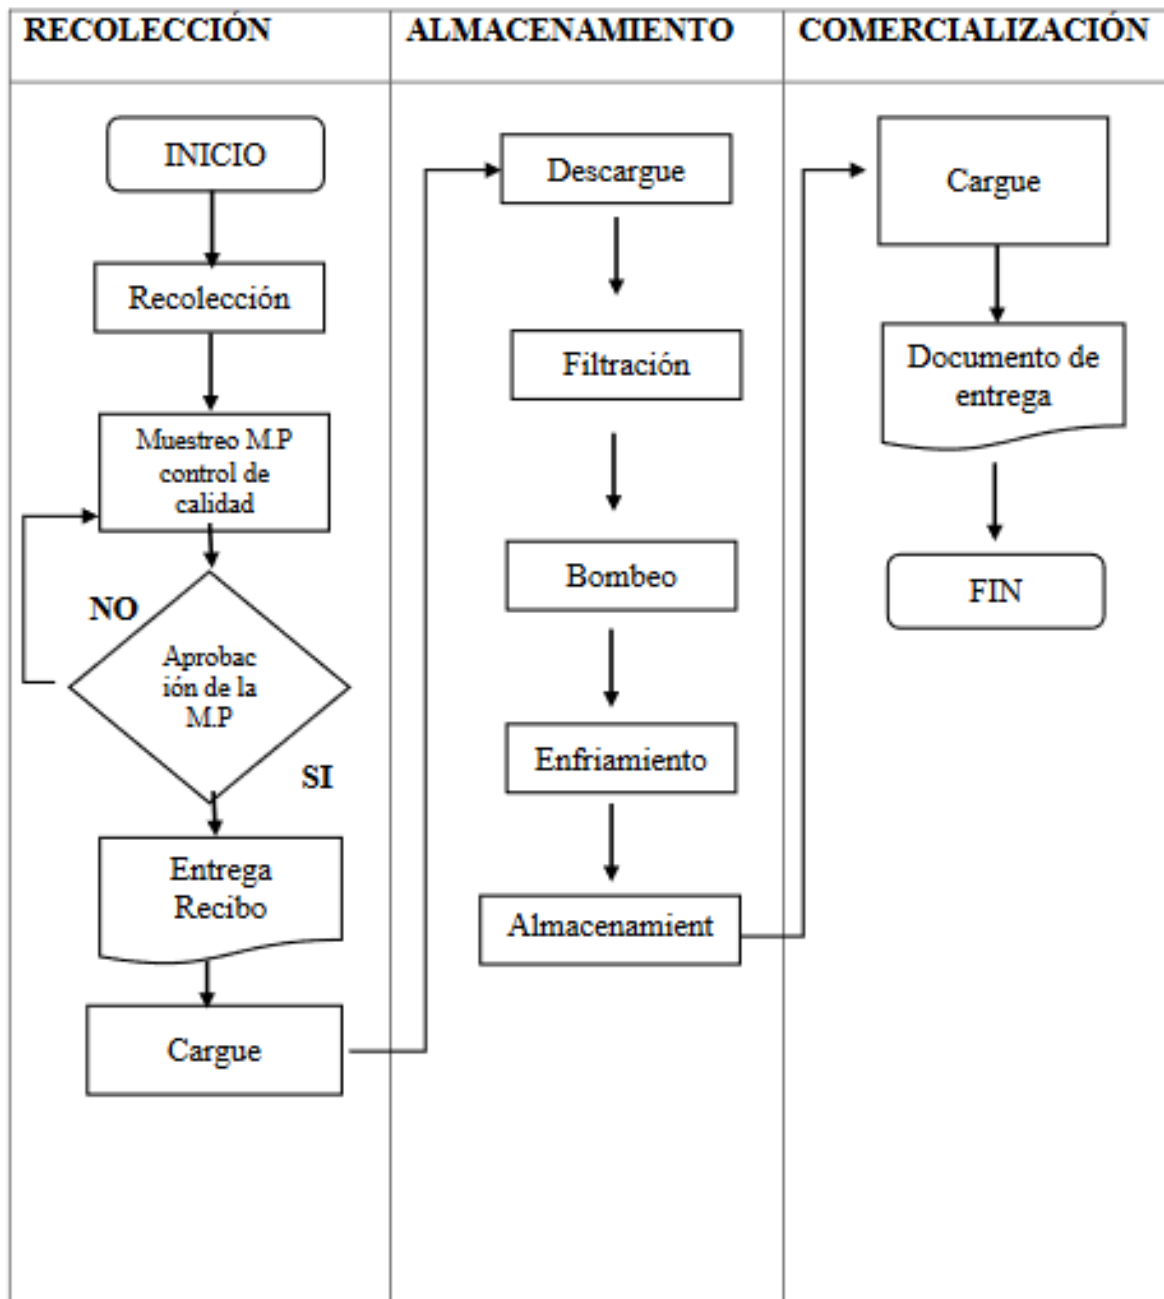 RECOLECCIÓN
ALMACENAMIENTO
COMERCIALIZACIÓN
INICIO
Recolección
Muestreo M.P
control de
calidad
NO
Aprobac
ión de la
M.P
SI
Entrega
Recibo
Cargue
Descargue
Filtración
Bombeo
Enfriamiento
Almacenamient
Cargue
Documento de
entrega
FIN